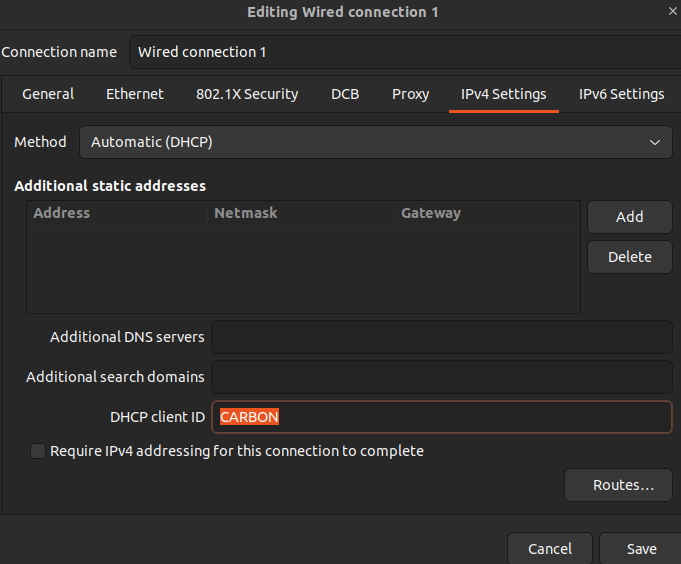 Editing Wired connection 1
Connection name Wired connection 1
General Ethernet 802.1X Security DCB Proxy IPv4 Settings IPv6 Settings
Method Automatic (DHCP)
Additional static addresses
Address Netmask Gateway Add
Delete
Additional DNS servers
Additional search domains
DHCP client ID CARBON
Require IPv4 addressing for this connection to complete
Routes...
Cancel Save